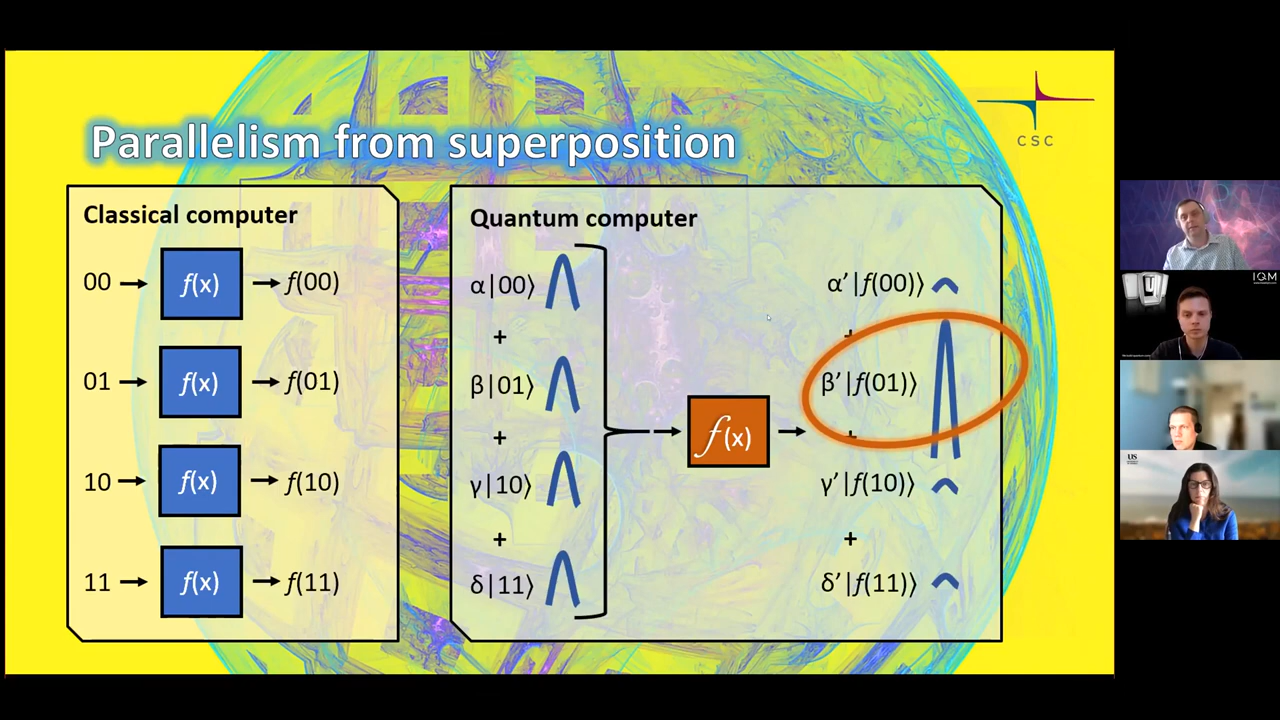 Parallelism from superposition
CSC
Classical computer
00 → f(x) → f(00)
01 → f(x) → f(01)
10 → f(x) → f(10)
11 → f(x) → f(11)
Quantum computer
α|00⟩
+
β|01⟩
+
γ|10⟩
+
δ|11⟩
f(x)
α’|f(00)⟩
+
β’|f(01)⟩
+
γ’|f(10)⟩
+
δ’|f(11)⟩
IQM
US